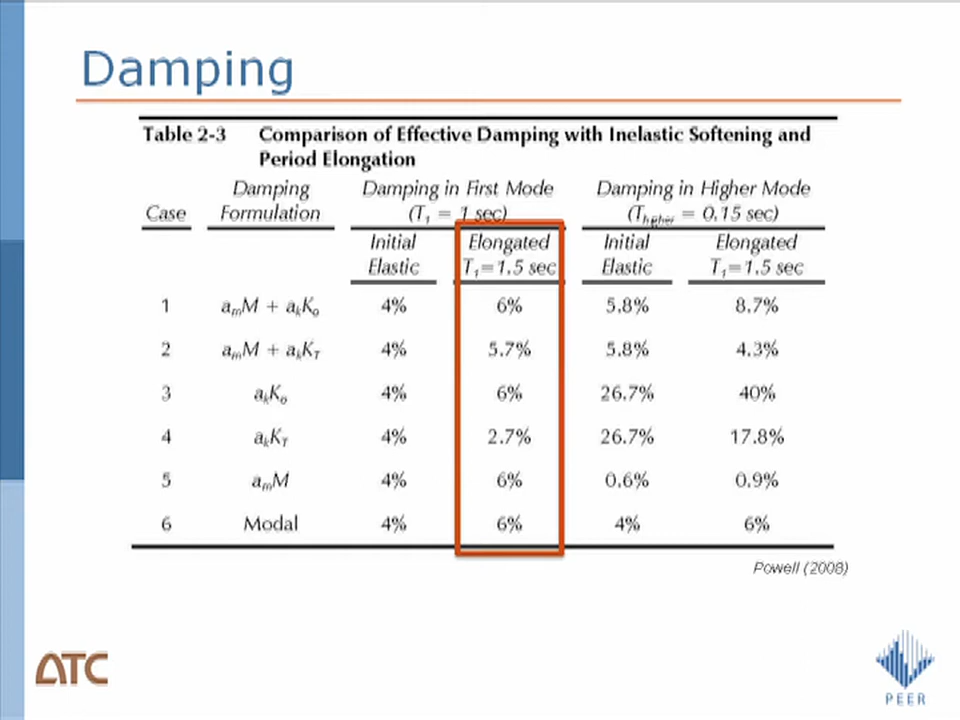 Damping
Table 2-3 Comparison of Effective Damping with Inelastic Softening and
Period Elongation
Case Damping Formulation Damping in First Mode (T₁ = 1 sec) Damping in Higher Mode (Thigher = 0.15 sec)
Initial Elastic Elongated T₁=1.5 sec Initial Elastic Elongated T₁=1.5 sec
1 aₘM + aₖKₒ 4% 6% 5.8% 8.7%
2 aₘM + aₖK_T 4% 5.7% 5.8% 4.3%
3 aₖKₒ 4% 6% 26.7% 40%
4 aₖK_T 4% 2.7% 26.7% 17.8%
5 aₘM 4% 6% 0.6% 0.9%
6 Modal 4% 6% 4% 6%
Powell (2008)
ATC
PEER